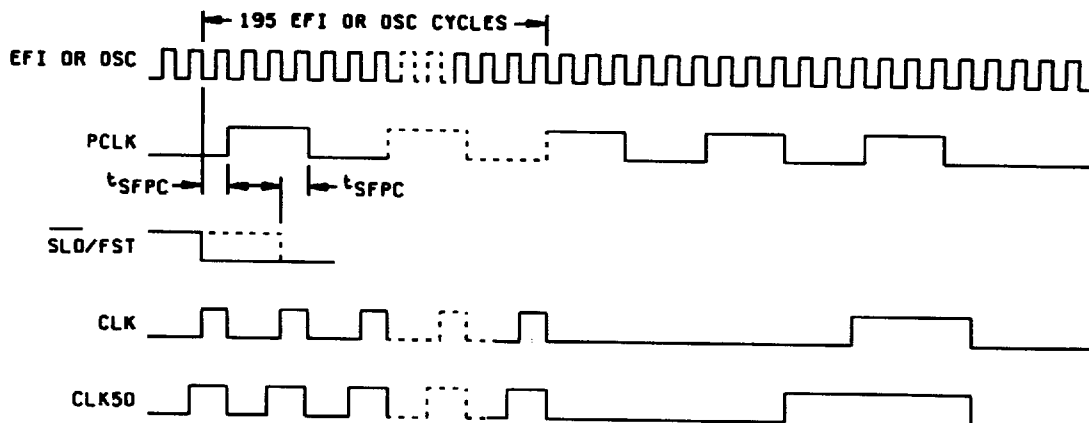 195 EFI OR OSC CYCLES
EFI OR OSC
PCLK
tSFPC tSFPC
SLO/FST
CLK
CLK50